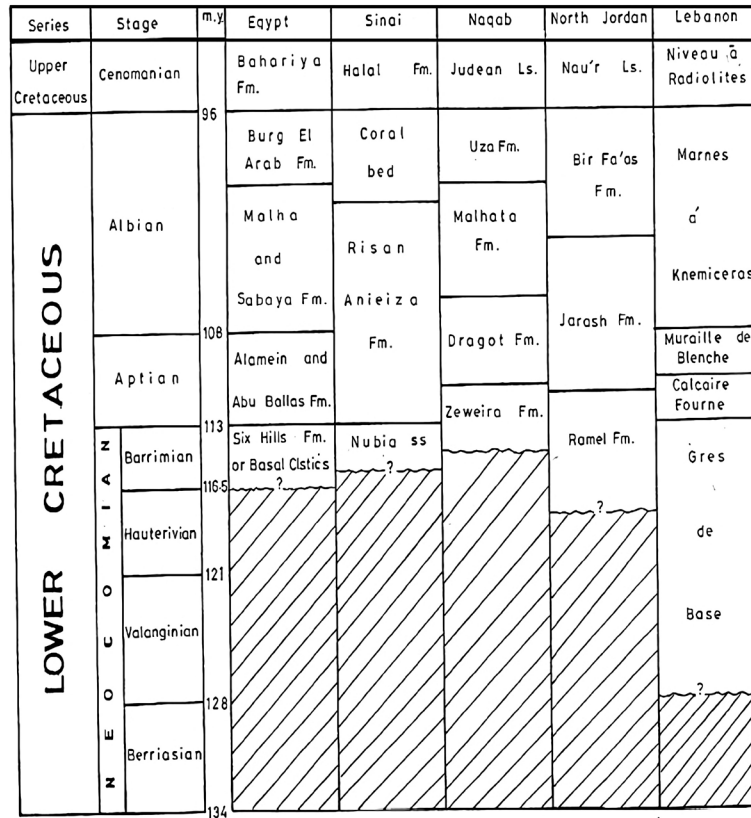 Series Stage m.y. Egypt Sinai Naqab North Jordan Lebanon
Upper
Cretaceous
Cenomanian
Bahariya
Fm.
Halal Fm.
Judean Ls.
Nau'r Ls.
Niveau à
Radiolites
96
LOWER CRETACEOUS
Albian
Burg El
Arab Fm.
Coral
bed
Uza Fm.
Bir Fa'as
Fm.
Marnes
á
Knemiceras
Malha
and
Sabaya Fm.
Risan
Anieiza
Fm.
Malhata
Fm.
Jarash Fm.
108
Aptian
Alamein and
Abu Ballas Fm.
Dragot Fm.
Muraille de
Blenche
Zeweira Fm.
Calcaire
Fourne
113
NEOCOMIAN
Barrimian
Six Hills Fm.
or Basal Clstics
?
Nubia ss
?
Ramel Fm.
?
Gres
de
Base
?
116.5
Hauterivian
121
Valanginian
128
Berriasian
134